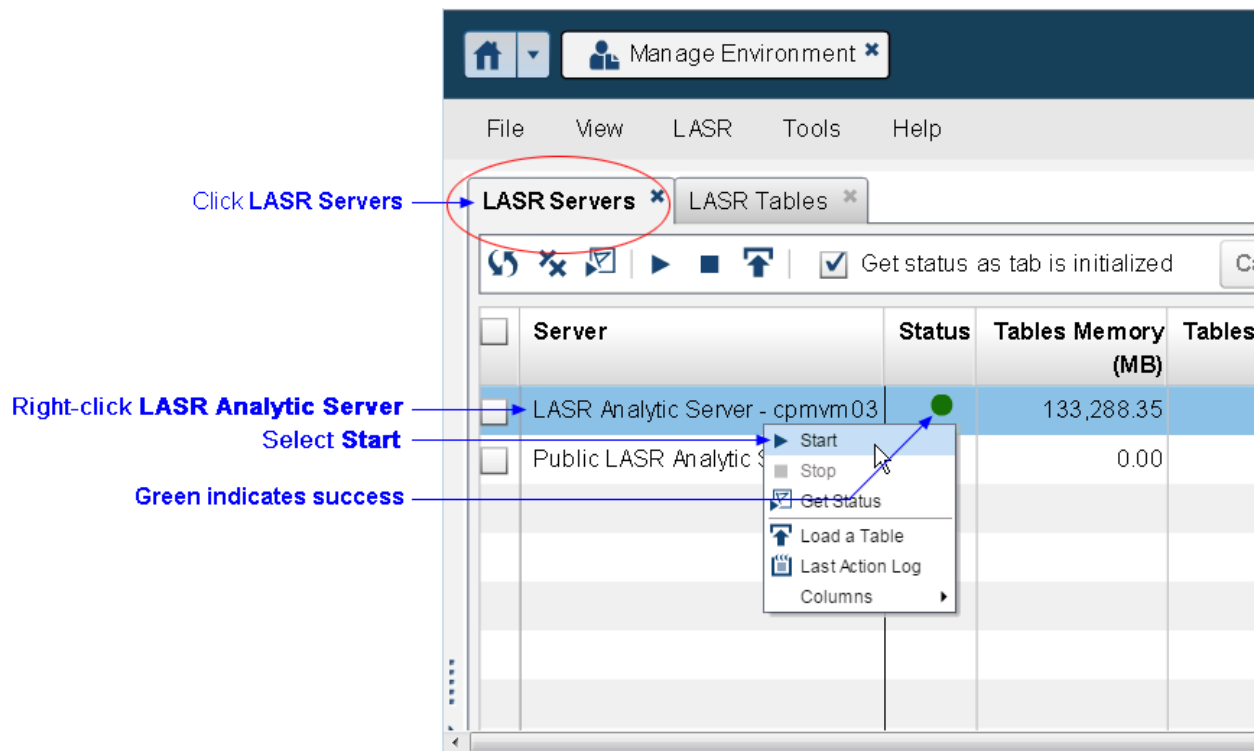 Manage Environment
File View LASR Tools Help
Click LASR Servers
LASR Servers LASR Tables
Get status as tab is initialized
Server Status Tables Memory (MB) Tables
Right-click LASR Analytic Server
LASR Analytic Server - cpmvm03 133,288.35
Select Start
Start
Public LASR Analytic 0.00
Stop
Green indicates success
Get Status
Load a Table
Last Action Log
Columns